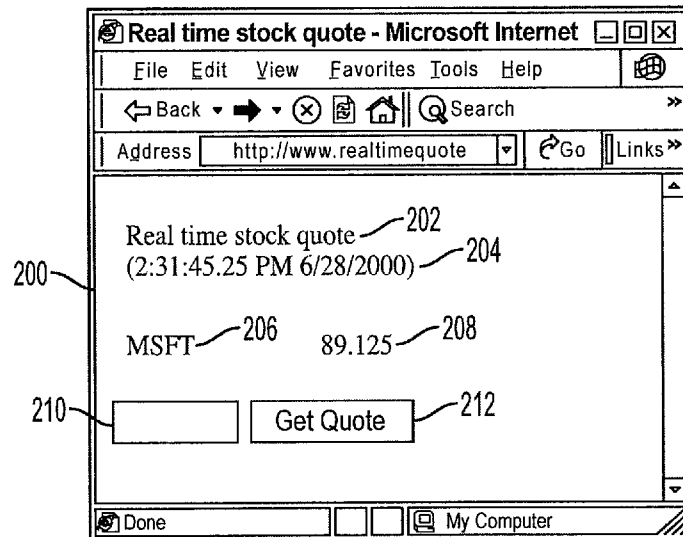 Real time stock quote - Microsoft Internet
File Edit View Favorites Tools Help
Back Search »
Address http://www.realtimequote Go Links »
Real time stock quote 202
(2:31:45.25 PM 6/28/2000) 204
200
MSFT 206 89.125 208
210 Get Quote 212
Done My Computer